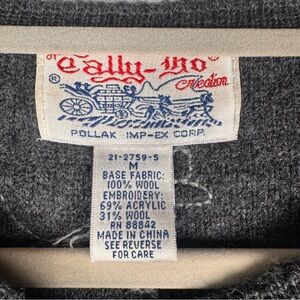 Tally-Ho®
Creation
POLLAK IMP-EX CORP.
21-2759-S
M
BASE FABRIC:
100% WOOL
EMBROIDERY:
69% ACRYLIC
31% WOOL
RN 88842
MADE IN CHINA
SEE REVERSE
FOR CARE